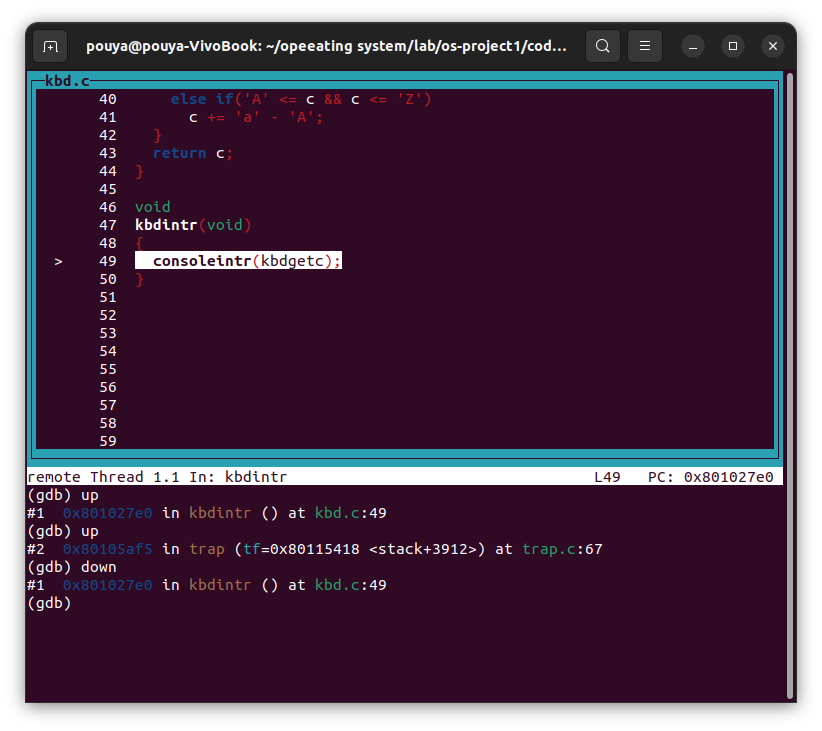 pouya@pouya-VivoBook: ~/opeeating system/lab/os-project1/cod...
kbd.c
40      else if('A' <= c && c <= 'Z')
41        c += 'a' - 'A';
42    }
43    return c;
44  }
45
46  void
47  kbdintr(void)
48  {
> 49    consoleintr(kbdgetc);
50  }
51
52
53
54
55
56
57
58
59
remote Thread 1.1 In: kbdintr L49 PC: 0x801027e0
(gdb) up
#1  0x801027e0 in kbdintr () at kbd.c:49
(gdb) up
#2  0x80105af5 in trap (tf=0x80115418 <stack+3912>) at trap.c:67
(gdb) down
#1  0x801027e0 in kbdintr () at kbd.c:49
(gdb)